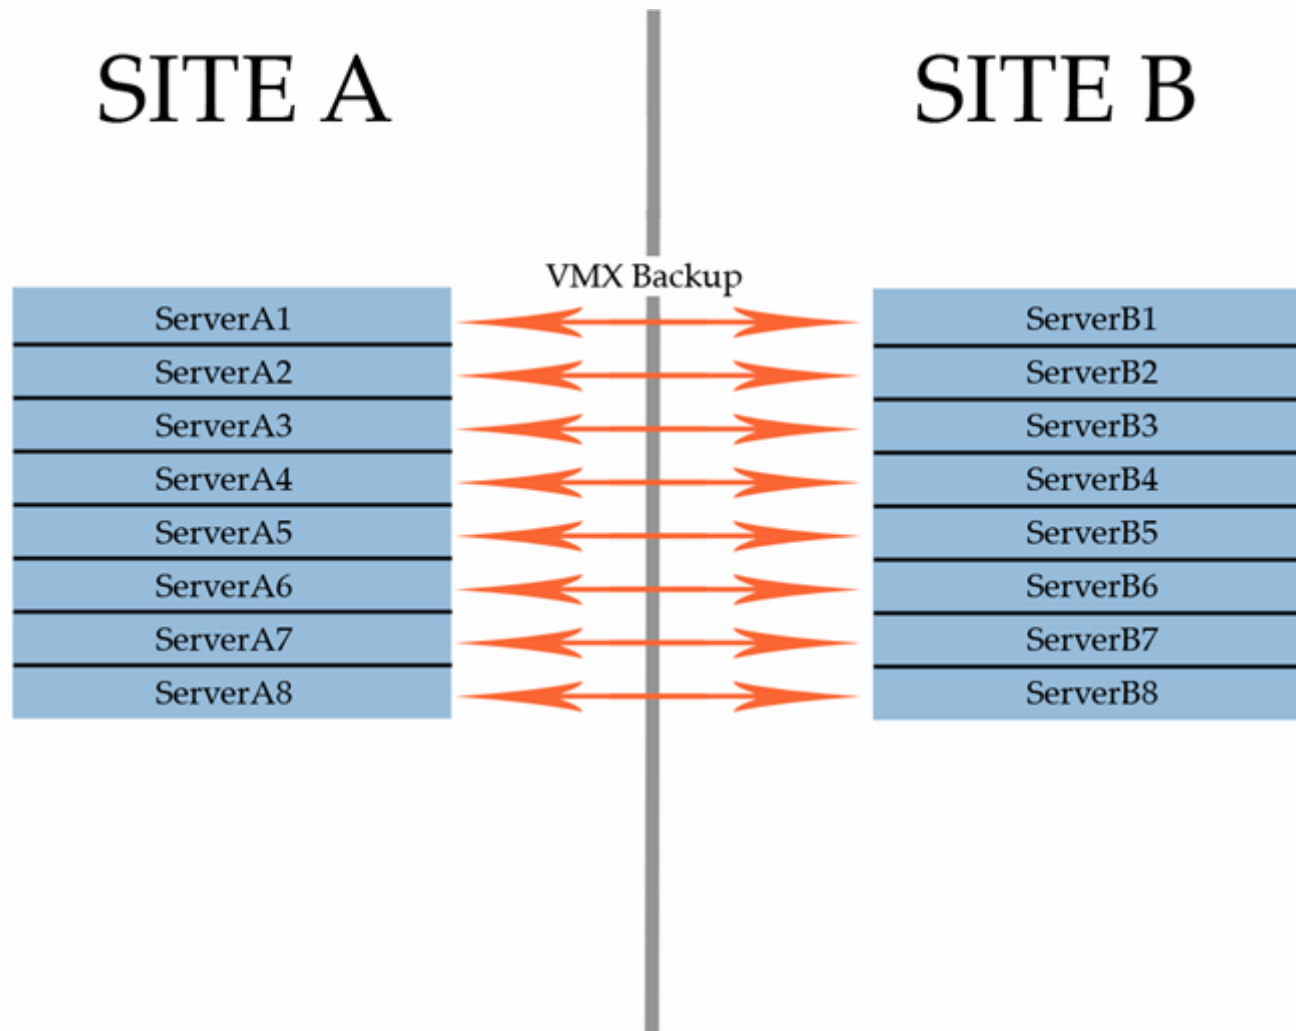 SITE A
SITE B
VMX Backup
ServerA1
ServerB1
ServerA2
ServerB2
ServerA3
ServerB3
ServerA4
ServerB4
ServerA5
ServerB5
ServerA6
ServerB6
ServerA7
ServerB7
ServerA8
ServerB8